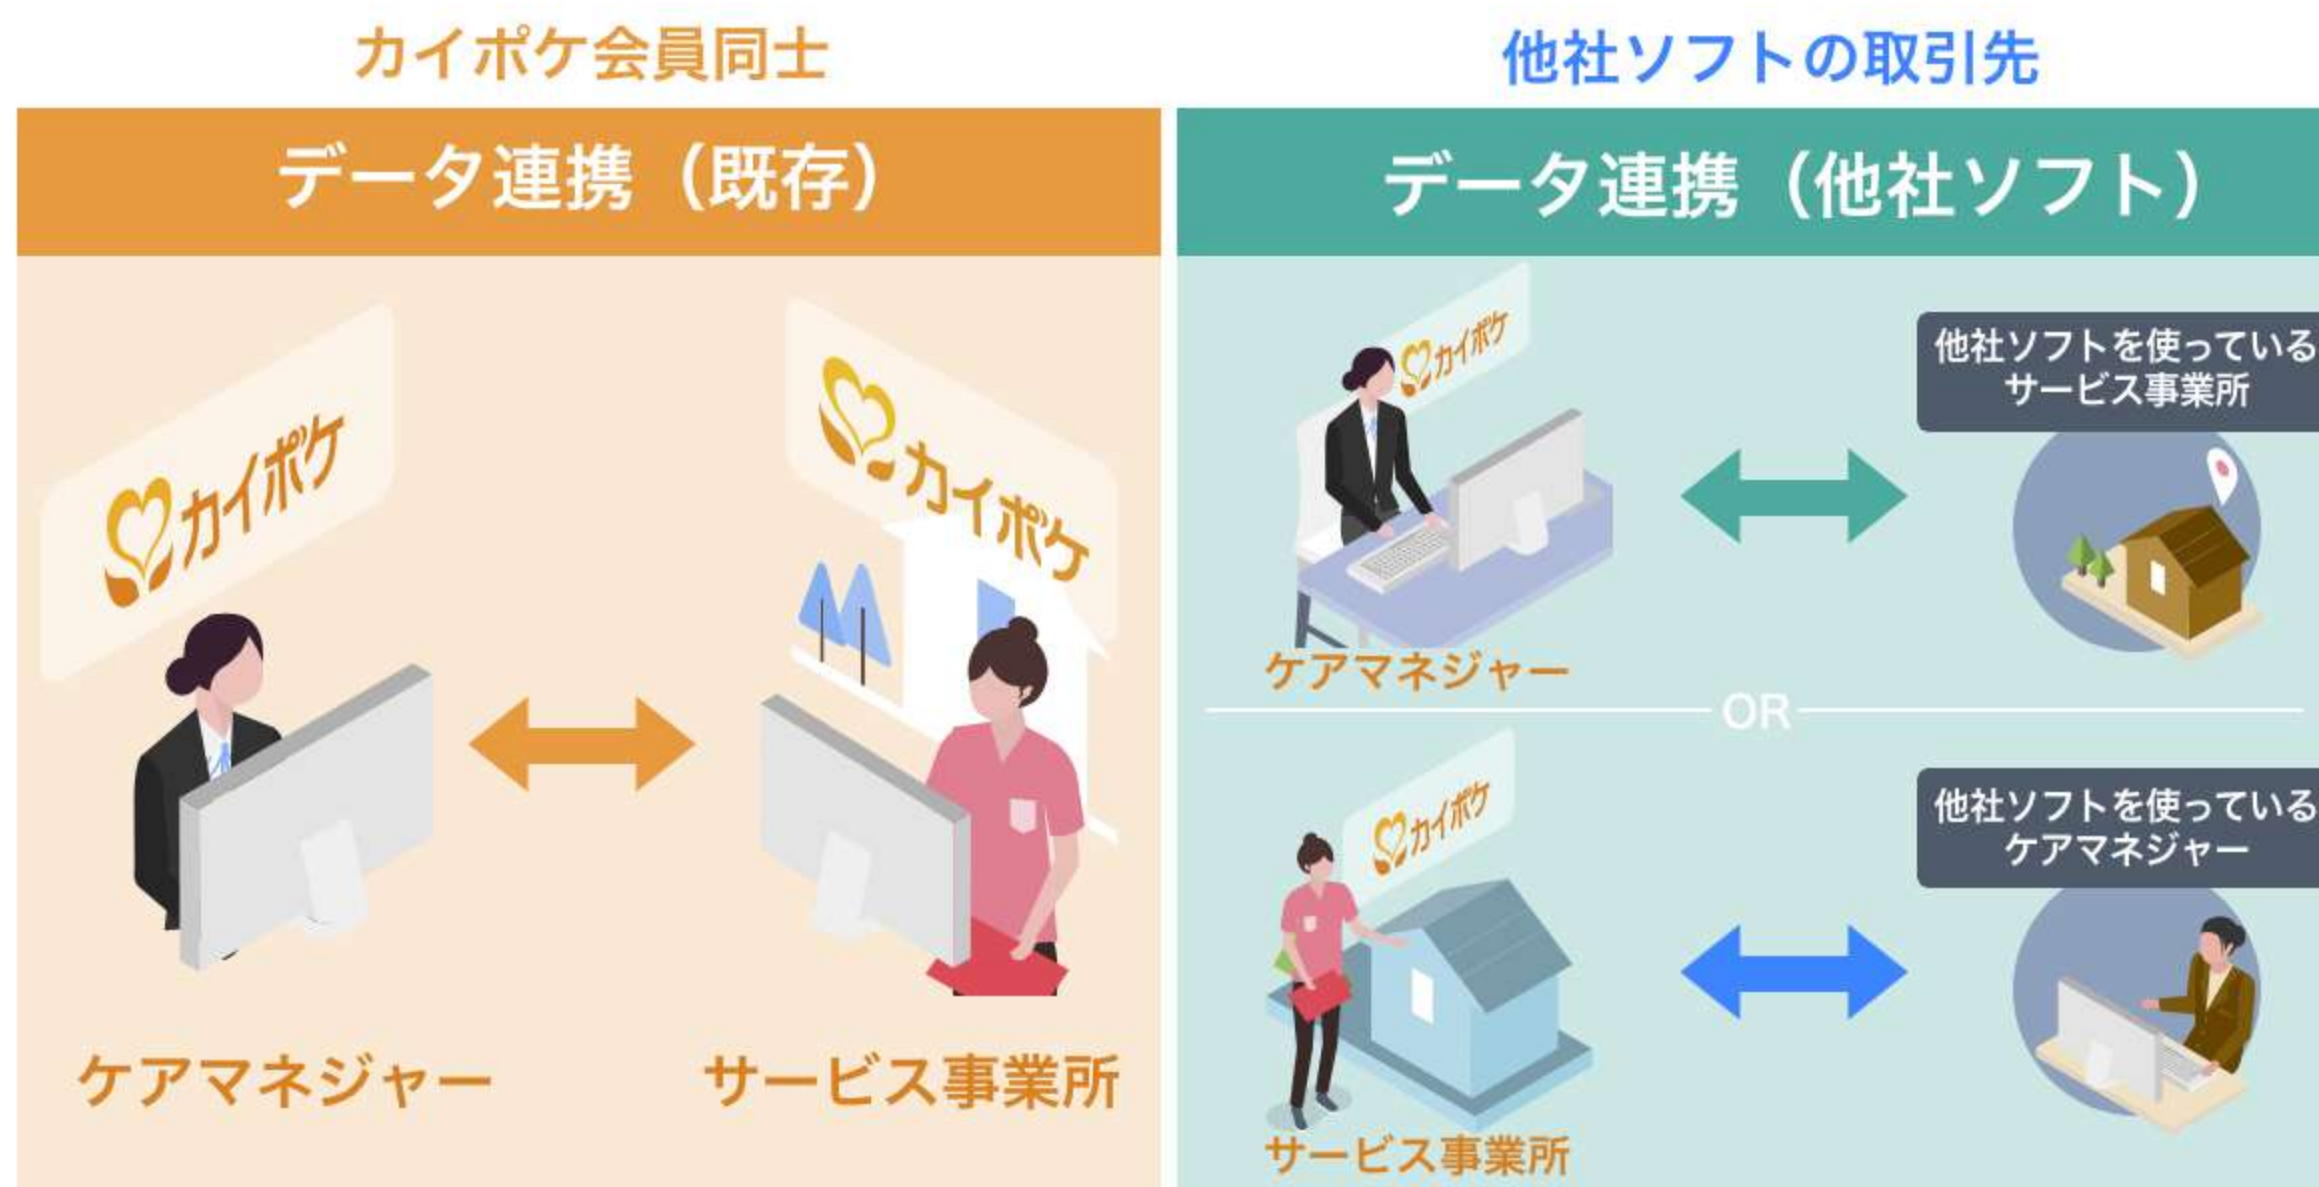 カイポケ会員同士
データ連携（既存）
カイポケ
カイポケ
ケアマネジャー
サービス事業所
他社ソフトの取引先
データ連携（他社ソフト）
カイポケ
他社ソフトを使っている
サービス事業所
ケアマネジャー
OR
カイポケ
他社ソフトを使っている
ケアマネジャー
サービス事業所